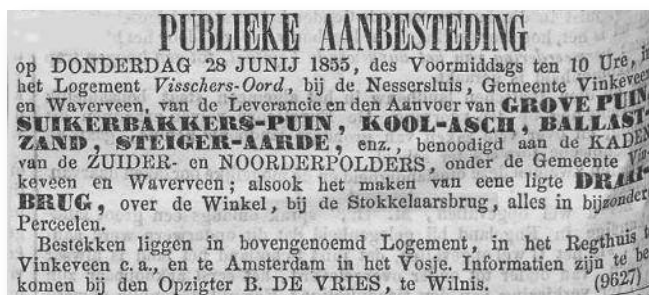 PUBLIEKE AANBESTEDING
op DONDERDAG 28 JUNIJ 1855, des Voormiddags ten 10 Ure, in
het Logement Visschers-Oord, bij de Nessersluis, Gemeente Vinkeveen
en Waverveen, van de Leverancie en den Aanvoer van GROVE PUIN,
SUIKERBAKKERS-PUIN, KOOL-ASCH, BALLAST-
ZAND, STEIGER-AARDE, enz., benoodigd aan de KADEN
van de ZUIDER- en NOORDERPOLDERS, onder de Gemeente Vin-
keveen en Waverveen; alsook het maken van eene ligte DRAAI-
BRUG, over de Winkel, bij de Stokkelaarsbrug, alles in bijzondere
Perceelen.
Bestekken liggen in bovengenoemd Logement, in het Regthuis te
Vinkeveen c. a., en te Amsterdam in het Vosje. Informatien zijn te be-
komen bij den Opzigter B. DE VRIES, te Wilnis. (9627)